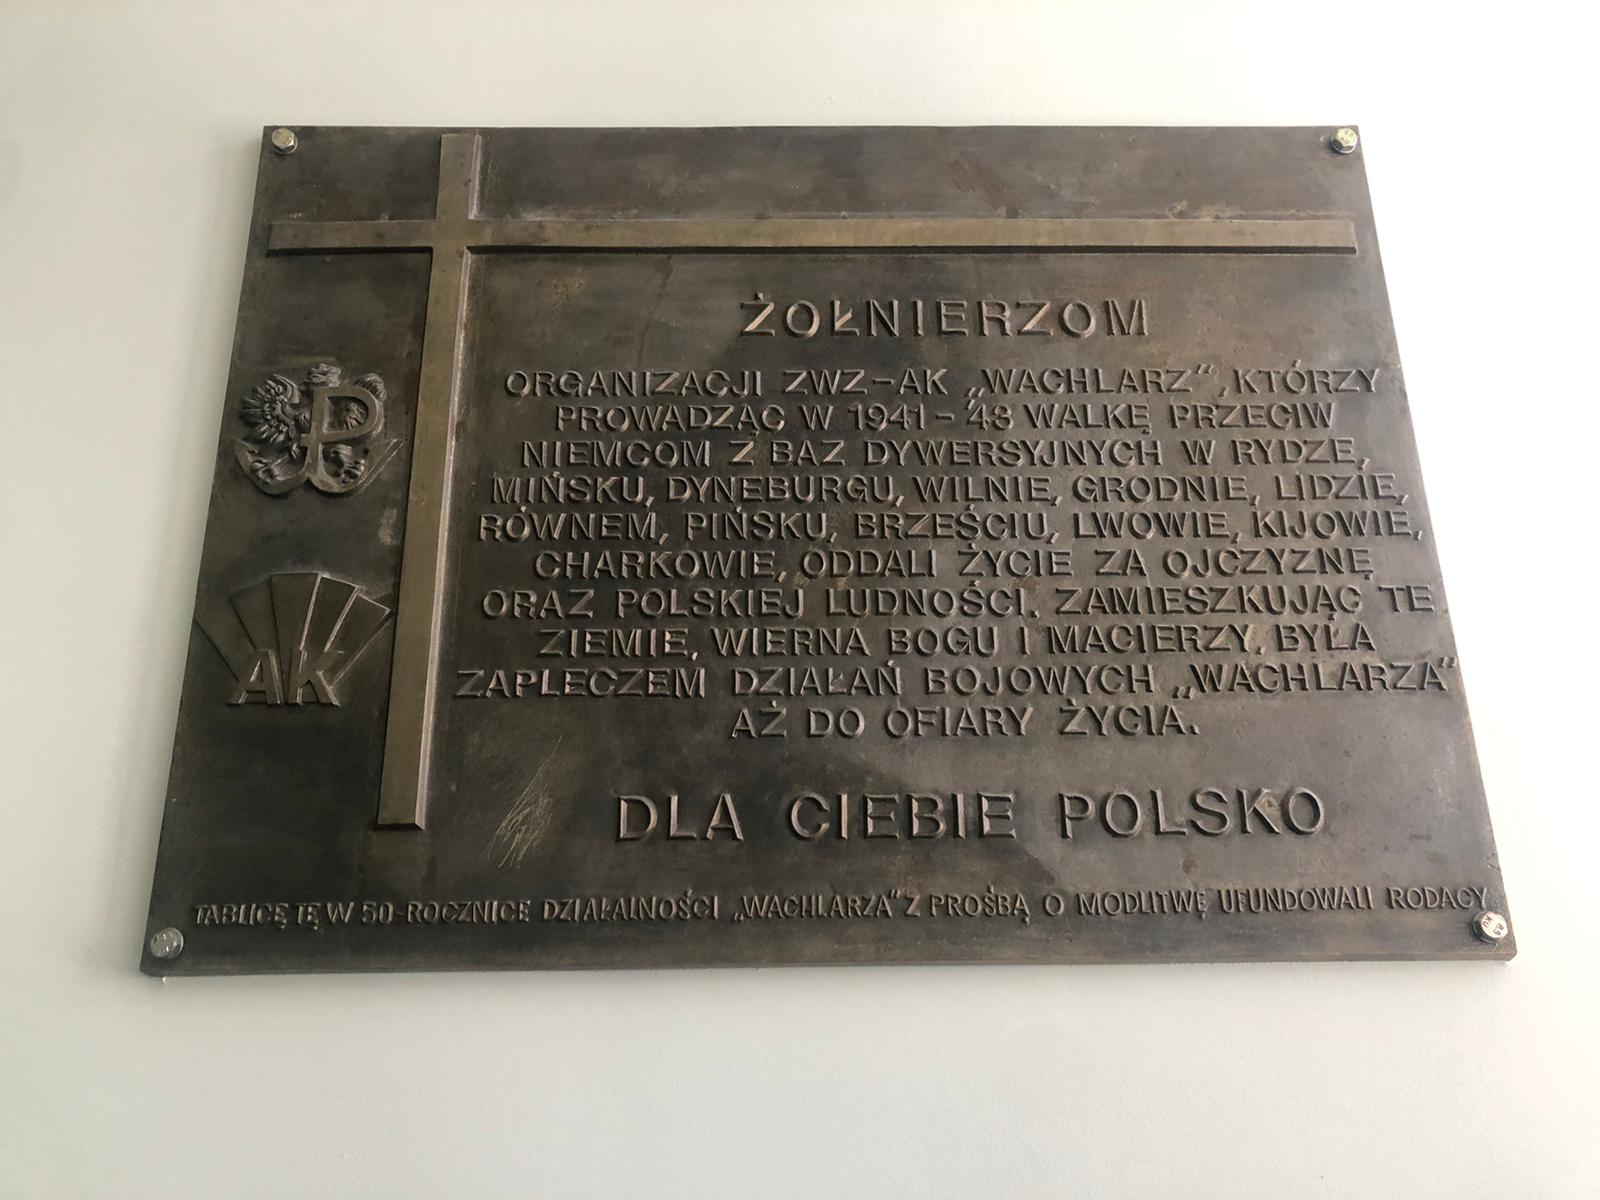 ŻOŁNIERZOM
ORGANIZACJI ZWZ-AK „WACHLARZ”, KTÓRZY
PROWADZĄC W 1941-43 WALKĘ PRZECIW
NIEMCOM Z BAZ DYWERSYJNYCH W RYDZE,
MIŃSKU, DYNEBURGU, WILNIE, GRODNIE, LIDZIE,
RÓWNEM, PIŃSKU, BRZEŚCIU, LWOWIE, KIJOWIE,
CHARKOWIE, ODDALI ŻYCIE ZA OJCZYZNĘ
ORAZ POLSKIEJ LUDNOŚCI, ZAMIESZKUJĄC TE
ZIEMIE, WIERNA BOGU I MACIERZY, BYŁA
ZAPLECZEM DZIAŁAŃ BOJOWYCH „WACHLARZA”
AŻ DO OFIARY ŻYCIA.
DLA CIEBIE POLSKO
TABLICĘ TĘ W 50-ROCZNICĘ DZIAŁALNOŚCI „WACHLARZA” Z PROŚBĄ O MODLITWĘ UFUNDOWALI RODACY
P
AK